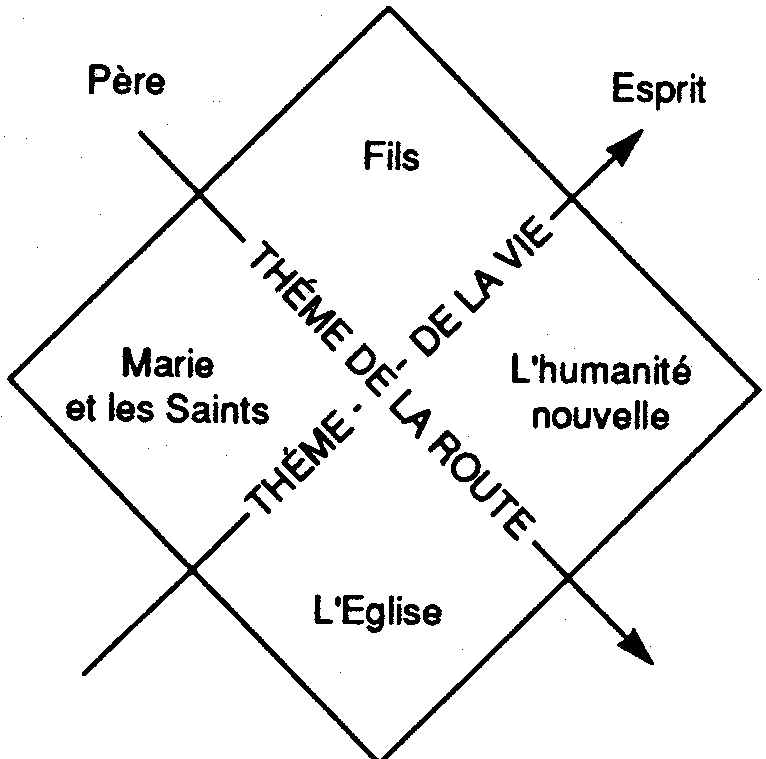 Père
Esprit
Fils
THÉME DE LA ROUTE
THÉME - - DE LA VIE
Marie
et les Saints
L'humanité
nouvelle
L'Eglise